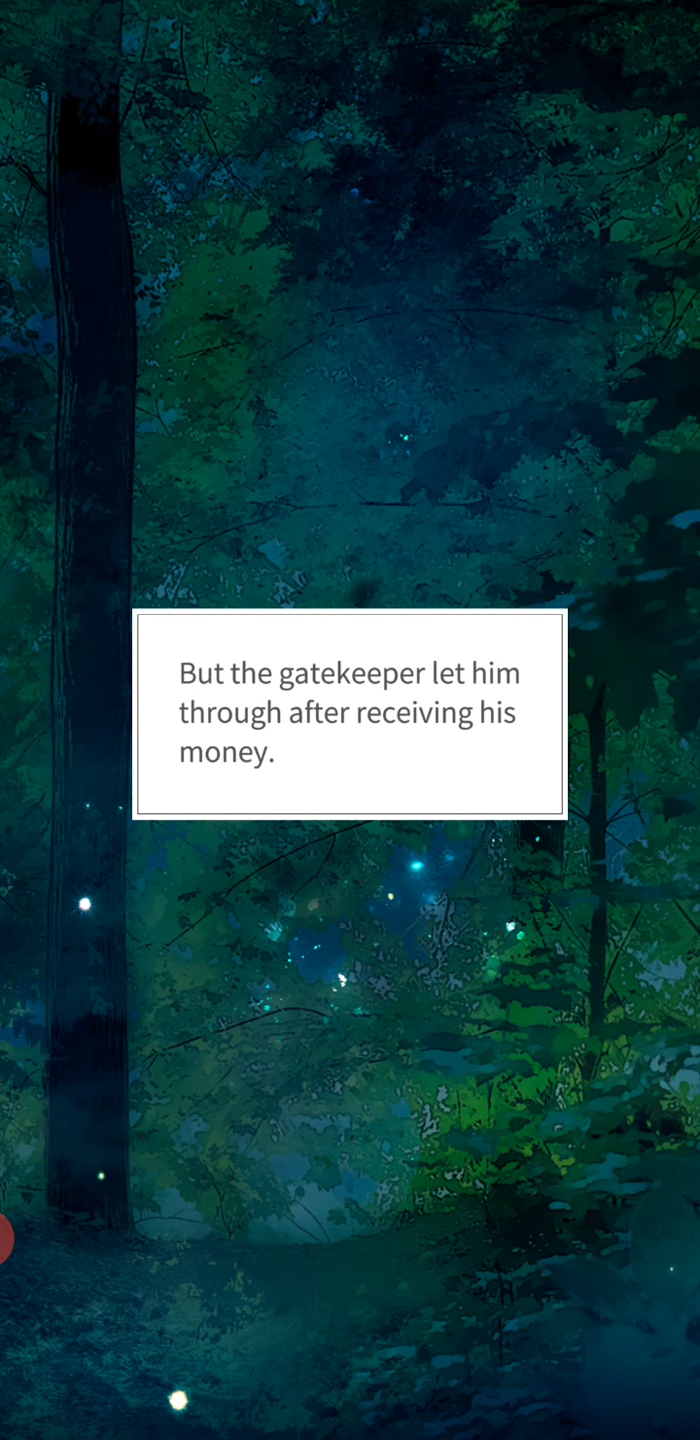 But the gatekeeper let him
through after receiving his
money.